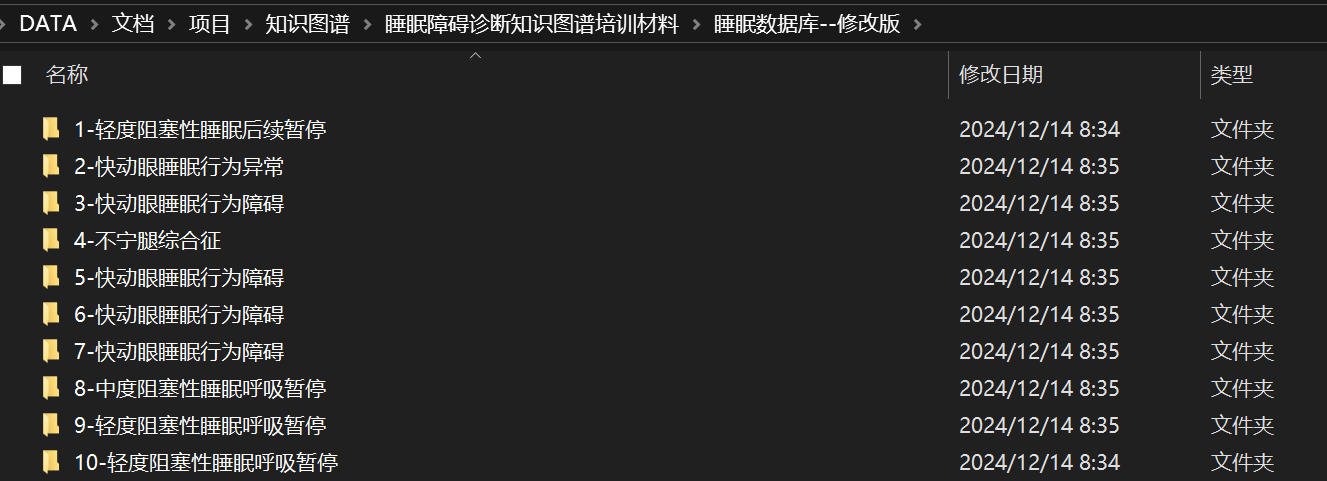 DATA > 文档 > 项目 > 知识图谱 > 睡眠障碍诊断知识图谱培训材料 > 睡眠数据库--修改版 >
名称 修改日期 类型
1-轻度阻塞性睡眠后续暂停 2024/12/14 8:34 文件夹
2-快动眼睡眠行为异常 2024/12/14 8:35 文件夹
3-快动眼睡眠行为障碍 2024/12/14 8:35 文件夹
4-不宁腿综合征 2024/12/14 8:35 文件夹
5-快动眼睡眠行为障碍 2024/12/14 8:35 文件夹
6-快动眼睡眠行为障碍 2024/12/14 8:35 文件夹
7-快动眼睡眠行为障碍 2024/12/14 8:35 文件夹
8-中度阻塞性睡眠呼吸暂停 2024/12/14 8:35 文件夹
9-轻度阻塞性睡眠呼吸暂停 2024/12/14 8:35 文件夹
10-轻度阻塞性睡眠呼吸暂停 2024/12/14 8:34 文件夹